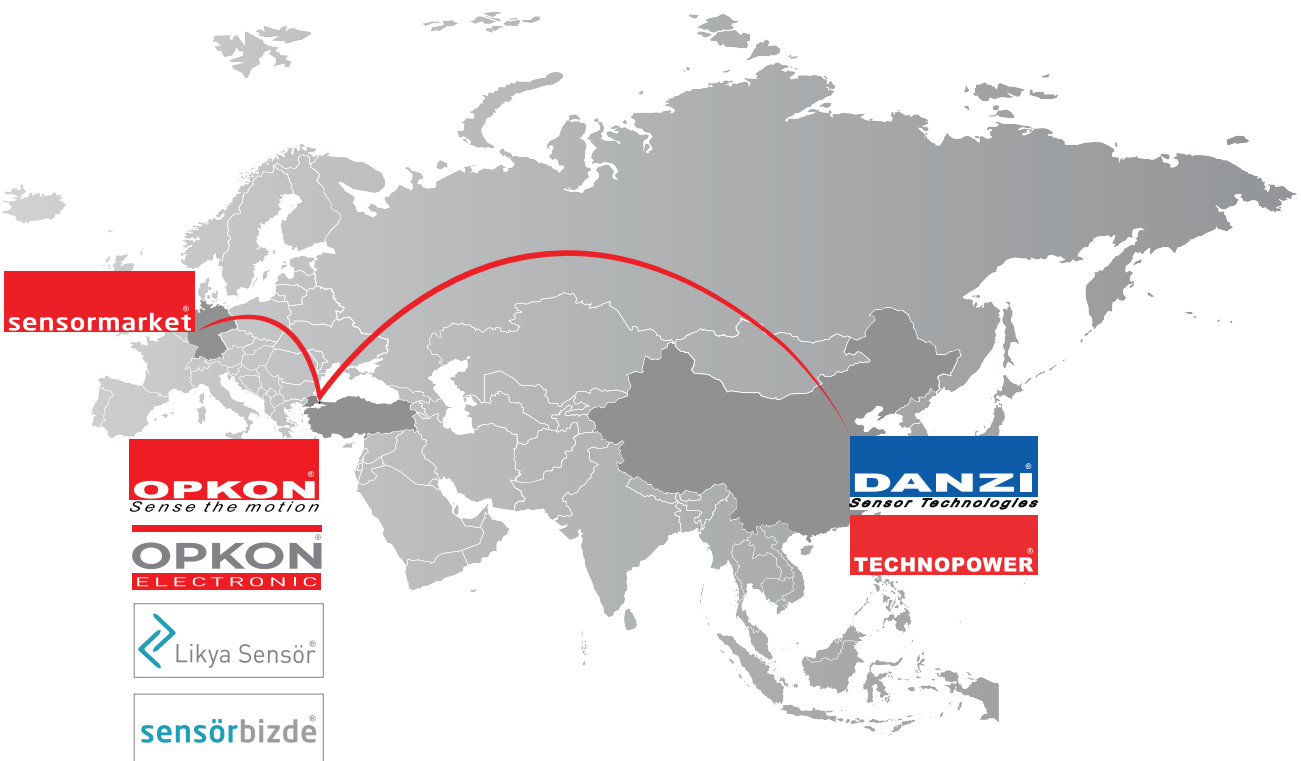 sensormarket®
OPKON®
Sense the motion
OPKON®
ELECTRONIC
Likya Sensör®
sensörbizde®
DANZİ®
Sensor Technologies
TECHNOPOWER®